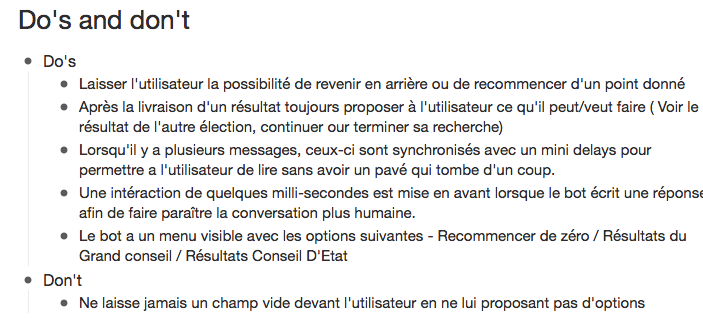 Do's and don't
Do's
Laisser l'utilisateur la possibilité de revenir en arrière ou de recommencer d'un point donné
Après la livraison d'un résultat toujours proposer à l'utilisateur ce qu'il peut/veut faire ( Voir le
résultat de l'autre élection, continuer our terminer sa recherche)
Lorsqu'il y a plusieurs messages, ceux-ci sont synchronisés avec un mini delays pour
permettre a l'utilisateur de lire sans avoir un pavé qui tombe d'un coup.
Une intéraction de quelques milli-secondes est mise en avant lorsque le bot écrit une réponse
afin de faire paraître la conversation plus humaine.
Le bot a un menu visible avec les options suivantes - Recommencer de zéro / Résultats du
Grand conseil / Résultats Conseil D'Etat
Don't
Ne laisse jamais un champ vide devant l'utilisateur en ne lui proposant pas d'options